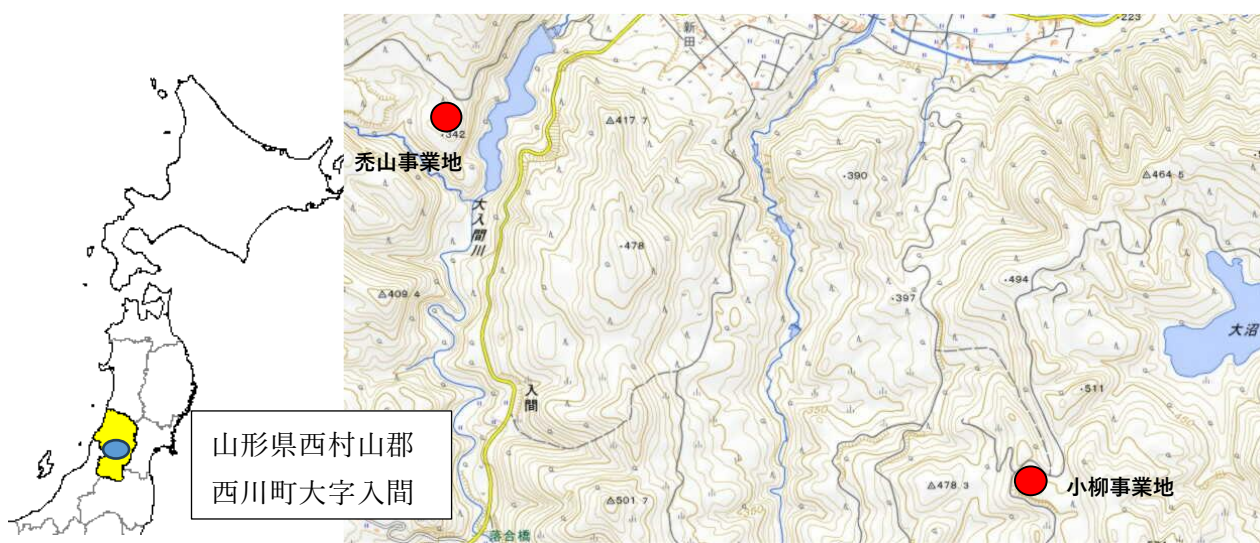 ・223
新田
・342
△417.7
禿山事業地
・390
△464.5
大入間川
・478
・494
△409.4
・397
大沼
入間
・511
山形県西村山郡
西川町大字入間
△478.3
小柳事業地
△501.7
落合橋